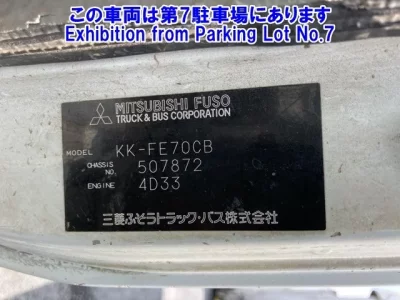 この車両は第7駐車場にあります
Exhibition from Parking Lot No.7
MITSUBISHI FUSO
TRUCK & BUS CORPORATION
MODEL KK-FE70CB
CHASSIS NO. 507872
ENGINE 4D33
三菱ふそうトラック・バス株式会社